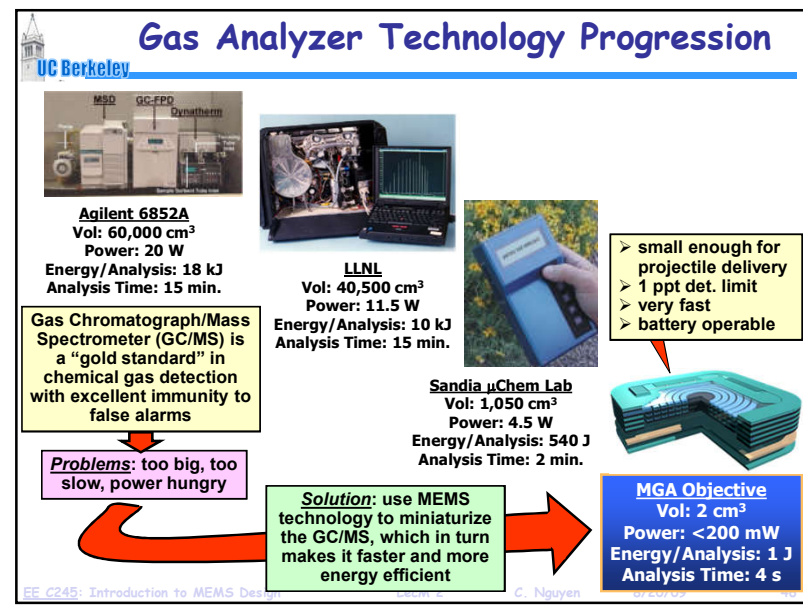 Gas Analyzer Technology Progression
UC Berkeley
MSD
GC-FPD
Dynatherm
Agilent 6852A
Vol: 60,000 cm³
Power: 20 W
Energy/Analysis: 18 kJ
Analysis Time: 15 min.
LLNL
Vol: 40,500 cm³
Power: 11.5 W
Energy/Analysis: 10 kJ
Analysis Time: 15 min.
Sandia μChem Lab
Vol: 1,050 cm³
Power: 4.5 W
Energy/Analysis: 540 J
Analysis Time: 2 min.
➢ small enough for
projectile delivery
➢ 1 ppt det. limit
➢ very fast
➢ battery operable
Gas Chromatograph/Mass
Spectrometer (GC/MS) is
a “gold standard” in
chemical gas detection
with excellent immunity to
false alarms
Problems: too big, too
slow, power hungry
Solution: use MEMS
technology to miniaturize
the GC/MS, which in turn
makes it faster and more
energy efficient
MGA Objective
Vol: 2 cm³
Power: <200 mW
Energy/Analysis: 1 J
Analysis Time: 4 s
EE C245: Introduction to MEMS Design
LecM 2
C. Nguyen